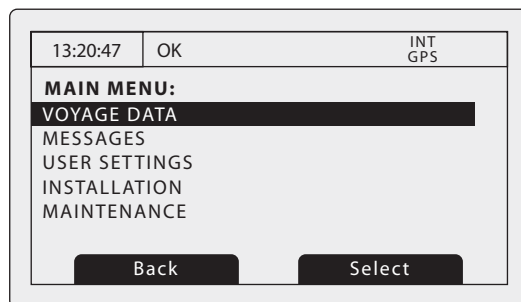 13:20:47 OK INT
GPS
MAIN MENU:
VOYAGE DATA
MESSAGES
USER SETTINGS
INSTALLATION
MAINTENANCE
Back Select